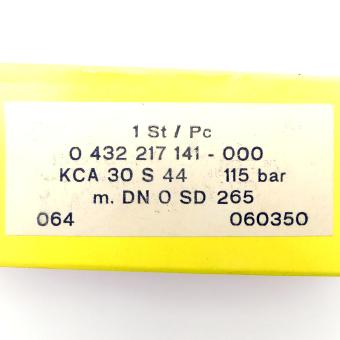 1 St / Pc
0 432 217 141 - 000
KCA 30 S 44 115 bar
m. DN 0 SD 265
064 060350